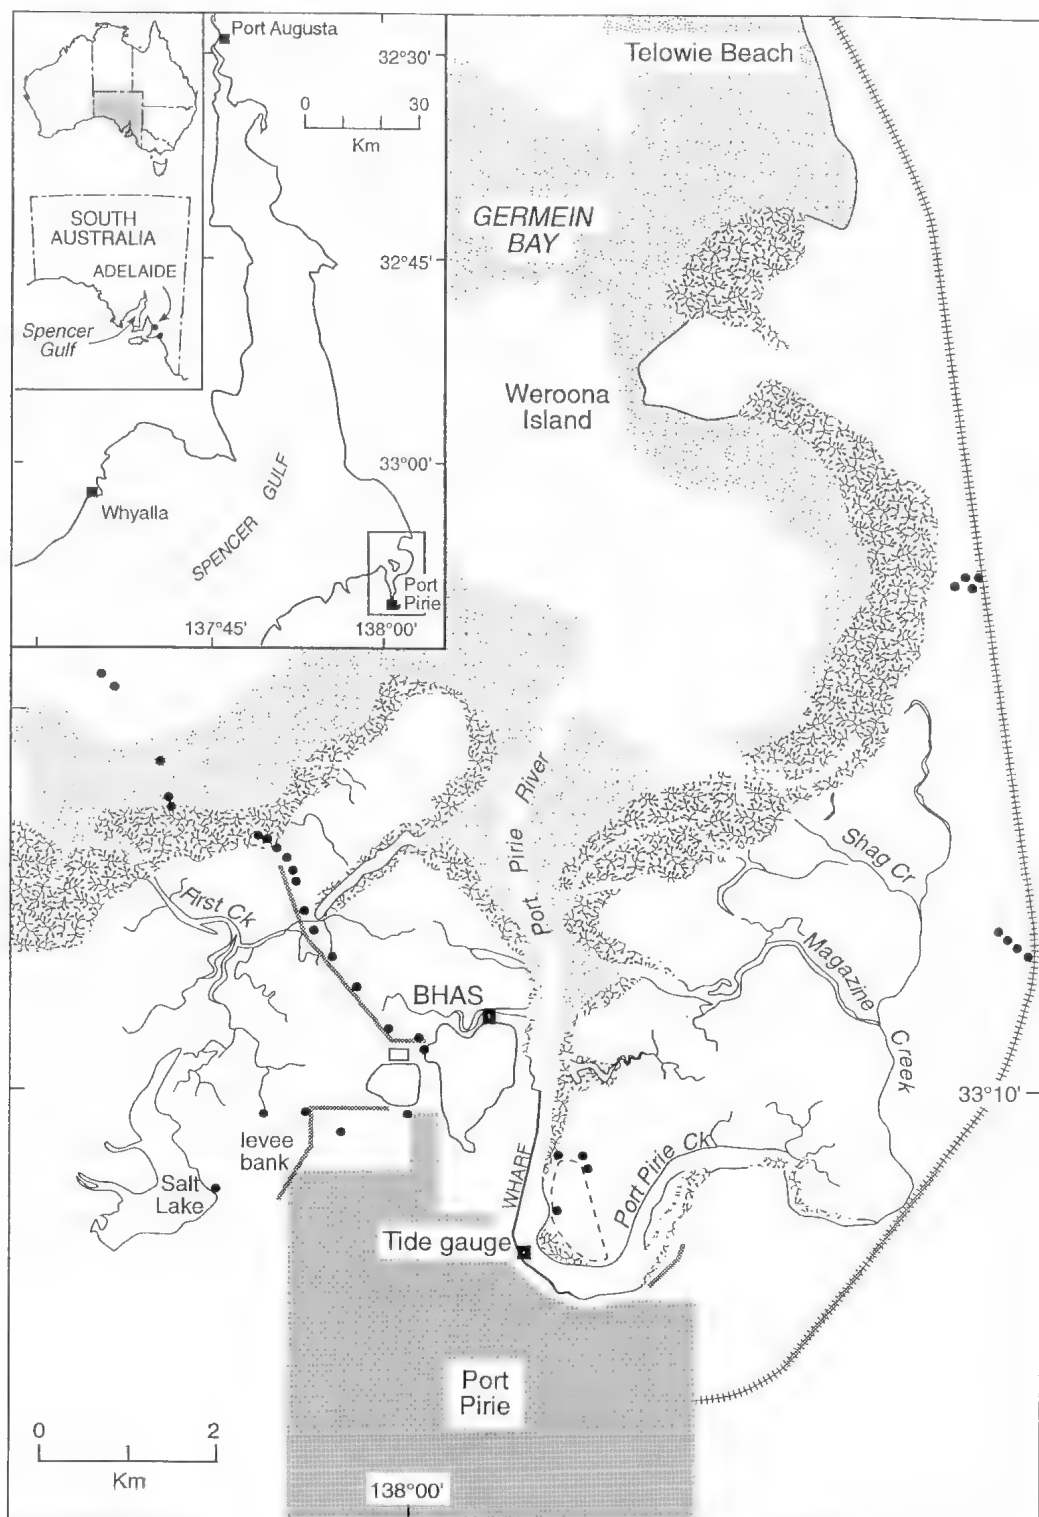 Port Augusta
32°30'
Telowie Beach
0 30
Km
SOUTH
AUSTRALIA
ADELAIDE
Spencer
Gulf
GERMEIN
BAY
32°45'
Weroona
Island
33°00'
Whyalla
SPENCER GULF
Port
Pirie
137°45'
138°00'
Port Pirie River
Shag Cr
First Ck
Magazine Creek
BHAS
33°10'
levee
bank
WHARF
Port Pirie Ck
Salt
Lake
Tide gauge
Port
Pirie
0 2
Km
138°00'